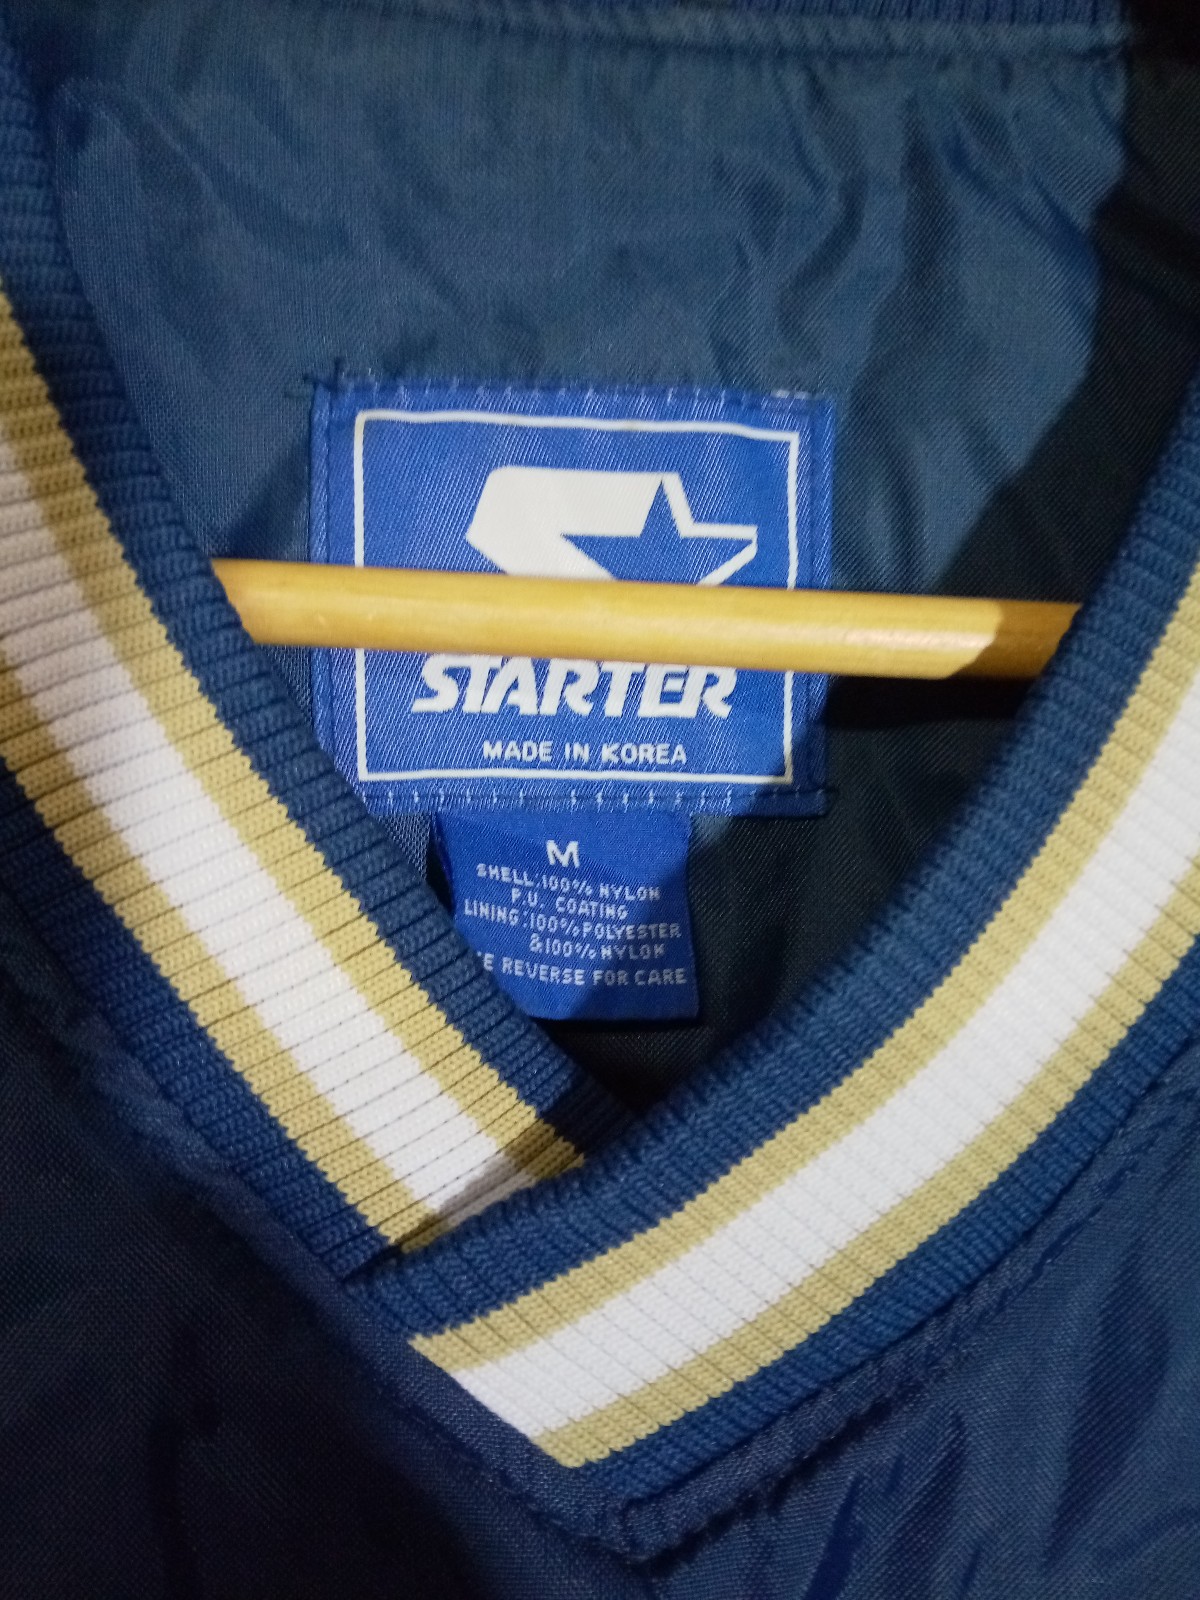 STARTER
MADE IN KOREA
M
SHELL:100% NYLON
P.U. COATING
LINING:100% POLYESTER
&100% NYLON
E REVERSE FOR CARE